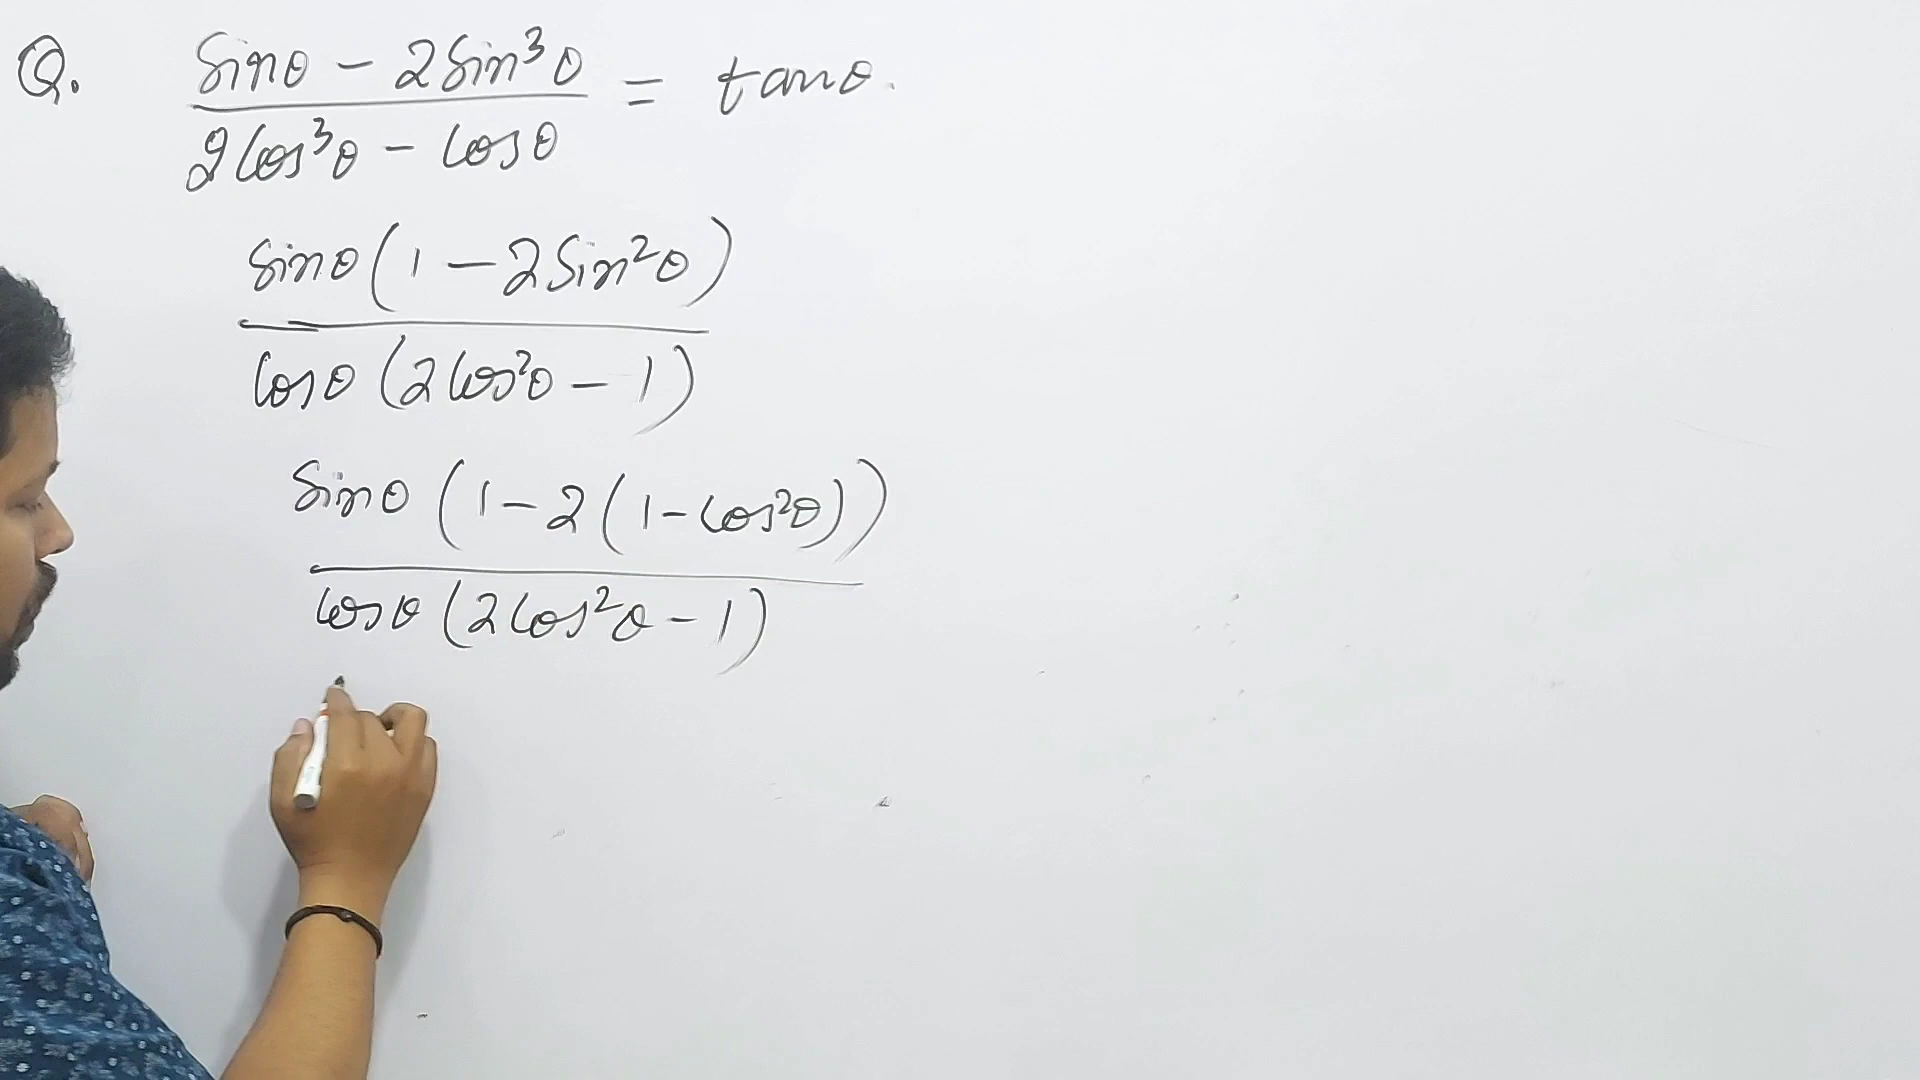 Q. (sinθ - 2sin³θ)/(2cos³θ - cosθ) = tanθ.
(sinθ(1 - 2sin²θ))/(cosθ(2cos²θ - 1))
(sinθ(1 - 2(1 - cos²θ)))/(cosθ(2cos²θ - 1))